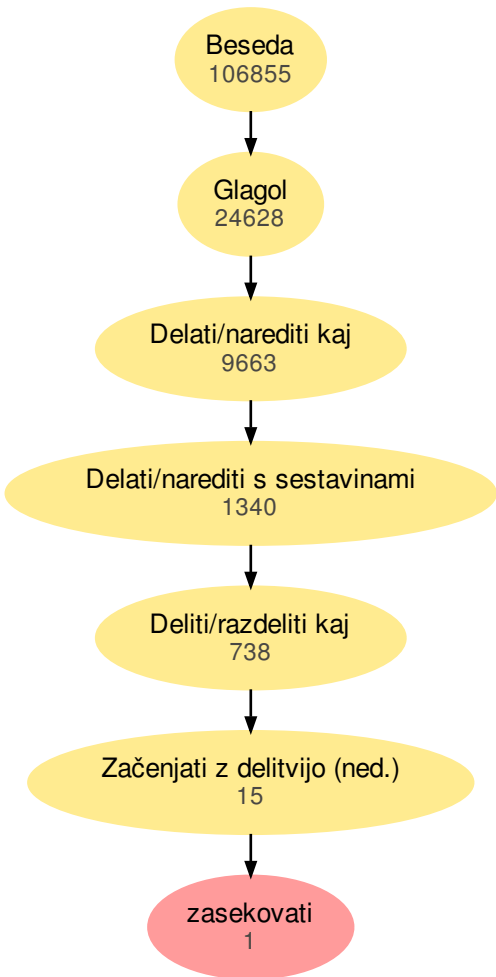 Beseda
106855
Glagol
24628
Delati/narediti kaj
9663
Delati/narediti s sestavinami
1340
Deliti/razdeliti kaj
738
Začenjati z delitvijo (ned.)
15
zasekovati
1